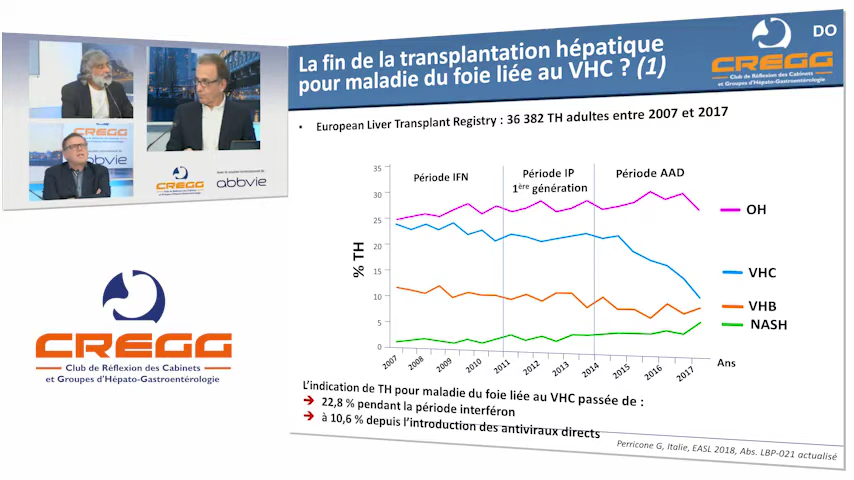 CREGG
abbvie
CREGG
abbvie
La fin de la transplantation hépatique
pour maladie du foie liée au VHC ? (1)
DO
CREGG
Club de Réflexion des Cabinets
et Groupes d'Hépato-Gastroentérologie
• European Liver Transplant Registry : 36 382 TH adultes entre 2007 et 2017
% TH
35
30
25
20
15
10
5
0
Période IFN
Période IP
1ère génération
Période AAD
OH
VHC
VHB
NASH
2007
2008
2009
2010
2011
2012
2013
2014
2015
2016
2017
Ans
L'indication de TH pour maladie du foie liée au VHC passée de :
➔ 22,8 % pendant la période interféron
➔ à 10,6 % depuis l'introduction des antiviraux directs
Perricone G, Italie, EASL 2018, Abs. LBP-021 actualisé
CREGG
Club de Réflexion des Cabinets
et Groupes d'Hépato-Gastroentérologie